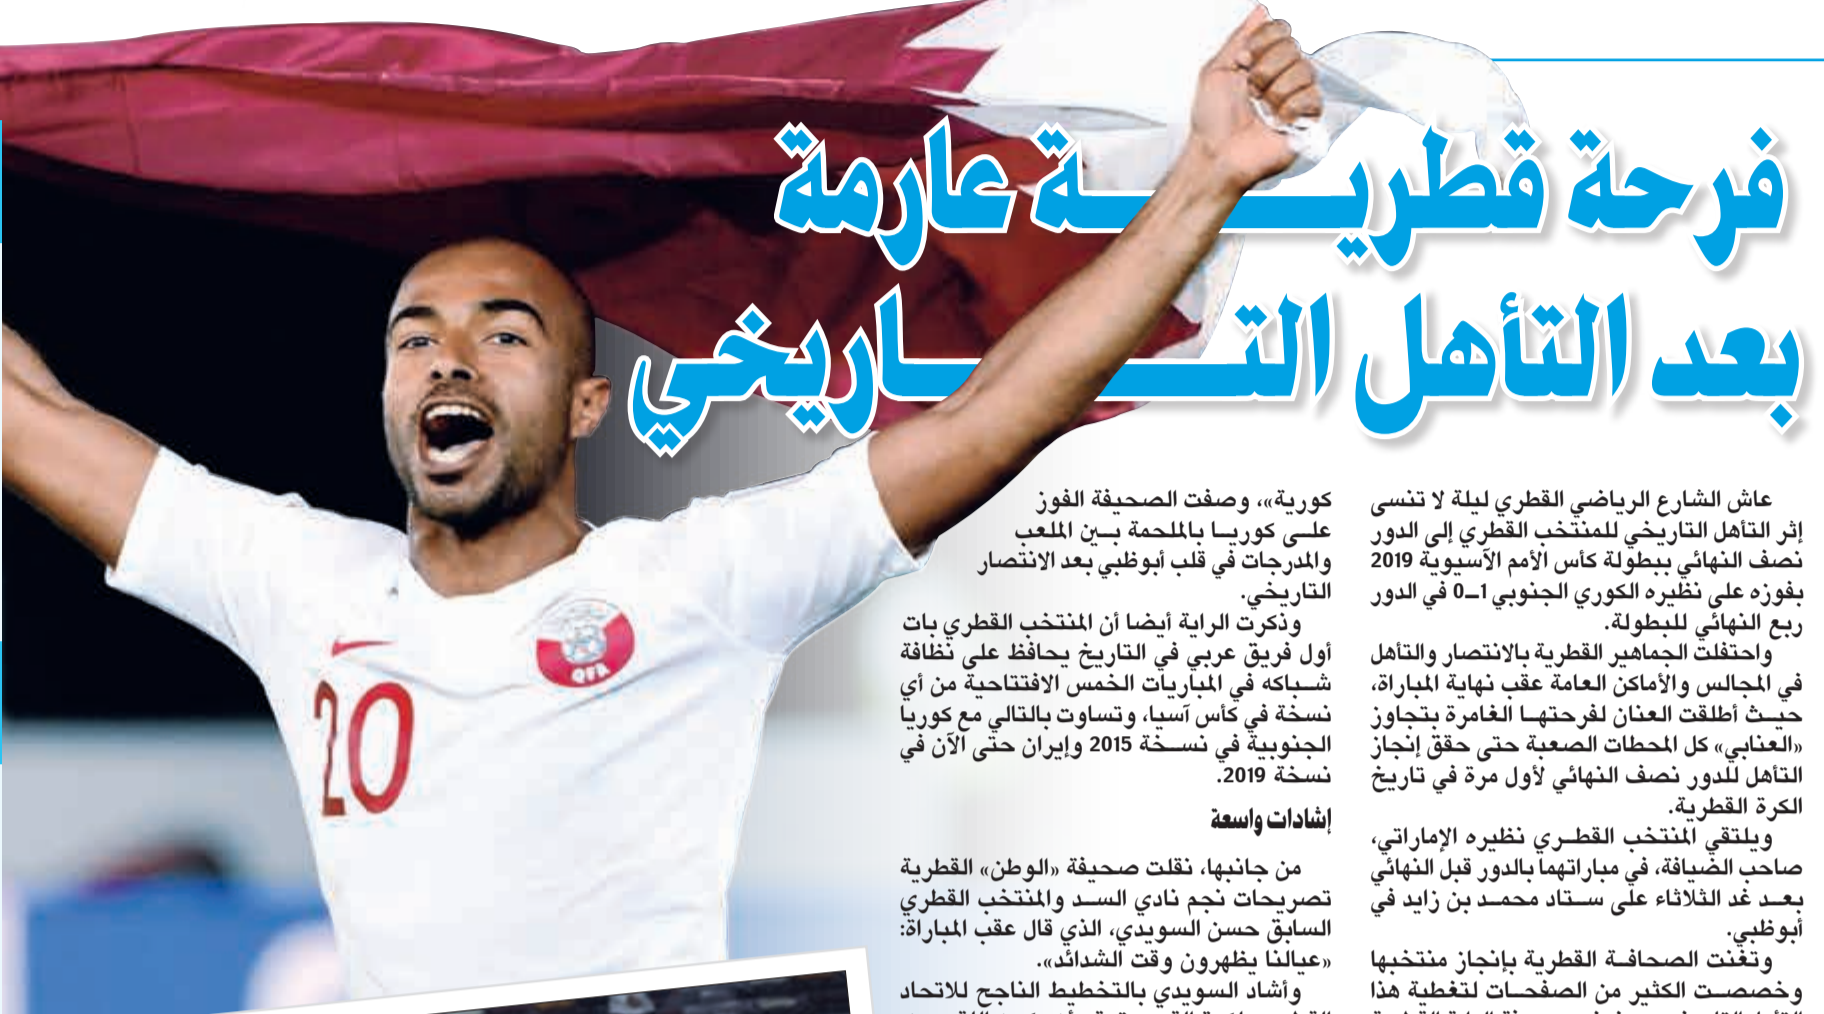 فرحة قطرية عارمة
بعد التأهل التاريخي
عاش الشارع الرياضي القطري ليلة لا تنسى
إثر التأهل التاريخي للمنتخب القطري إلى الدور
نصف النهائي ببطولة كأس الأمم الآسيوية 2019
بفوزه على نظيره الكوري الجنوبي 1ــ0 في الدور
ربع النهائي للبطولة.
واحتفلت الجماهير القطرية بالانتصار والتأهل
في المجالس والأماكن العامة عقب نهاية المباراة،
حيث أطلقت العنان لفرحتها الغامرة بتجاوز
«العنابي» كل المحطات الصعبة حتى حقق إنجاز
التأهل للدور نصف النهائي لأول مرة في تاريخ
الكرة القطرية.
ويلتقي المنتخب القطري نظيره الإماراتي،
صاحب الضيافة، في مباراتهما بالدور قبل النهائي
بعد غد الثلاثاء على ستاد محمد بن زايد في
أبوظبي.
وتغنت الصحافة القطرية بإنجاز منتخبها
وخصصت الكثير من الصفحات لتغطية هذا
كورية»، وصفت الصحيفة الفوز
على كوريا بالملحمة بين الملعب
والمدرجات في قلب أبوظبي بعد الانتصار
التاريخي.
وذكرت الراية أيضا أن المنتخب القطري بات
أول فريق عربي في التاريخ يحافظ على نظافة
شباكه في المباريات الخمس الافتتاحية من أي
نسخة في كأس آسيا، وتساوت بالتالي مع كوريا
الجنوبية في نسخة 2015 وإيران حتى الآن في
نسخة 2019.
إشادات واسعة
من جانبها، نقلت صحيفة «الوطن» القطرية
تصريحات نجم نادي السد والمنتخب القطري
السابق حسن السويدي، الذي قال عقب المباراة:
«عيالنا يظهرون وقت الشدائد».
وأشاد السويدي بالتخطيط الناجح للاتحاد
QFA
20